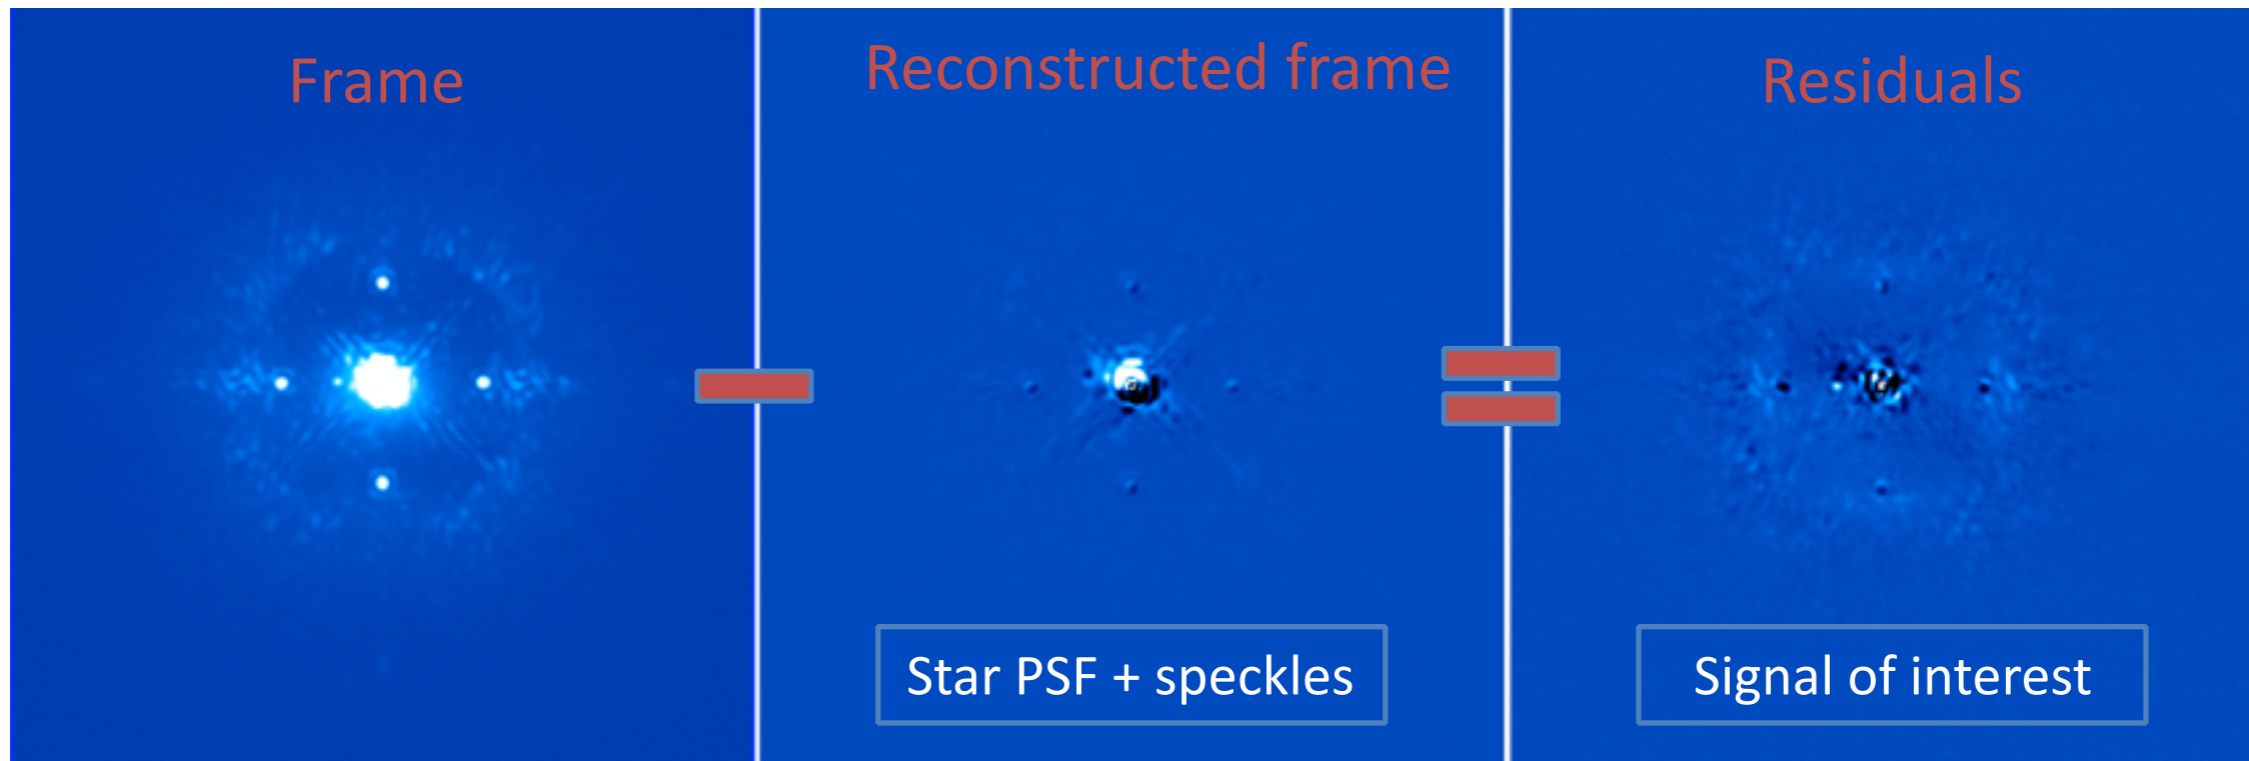 Frame
Reconstructed frame
Residuals
Star PSF + speckles
Signal of interest